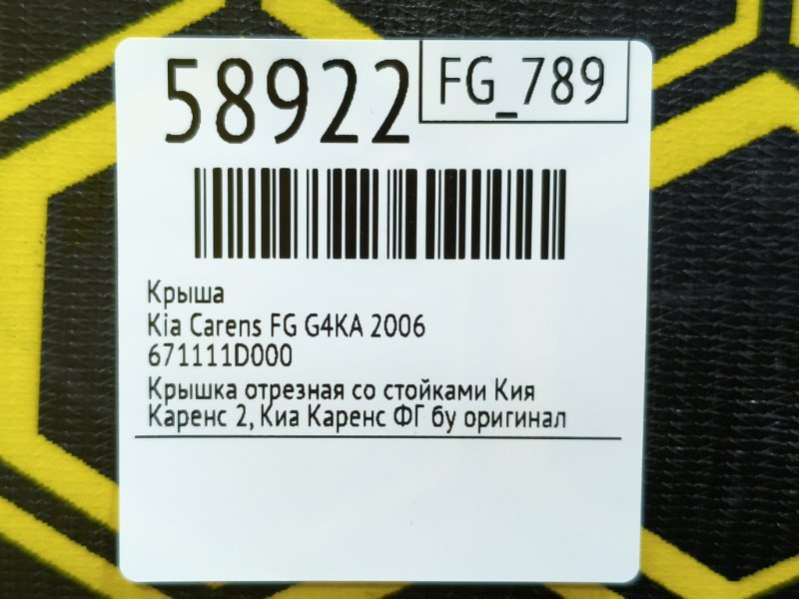 58922
FG_789
Крыша
Kia Carens FG G4KA 2006
671111D000
Крышка отрезная со стойками Кия
Каренс 2, Киа Каренс ФГ бу оригинал